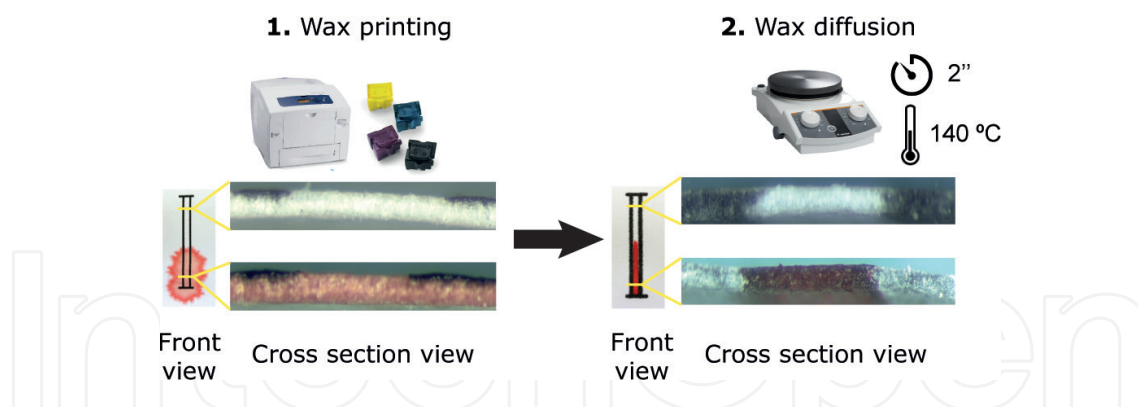 1. Wax printing
2. Wax diffusion
2’’
140 ºC
Front
view
Cross section view
Front
view
Cross section view
IntechOpen